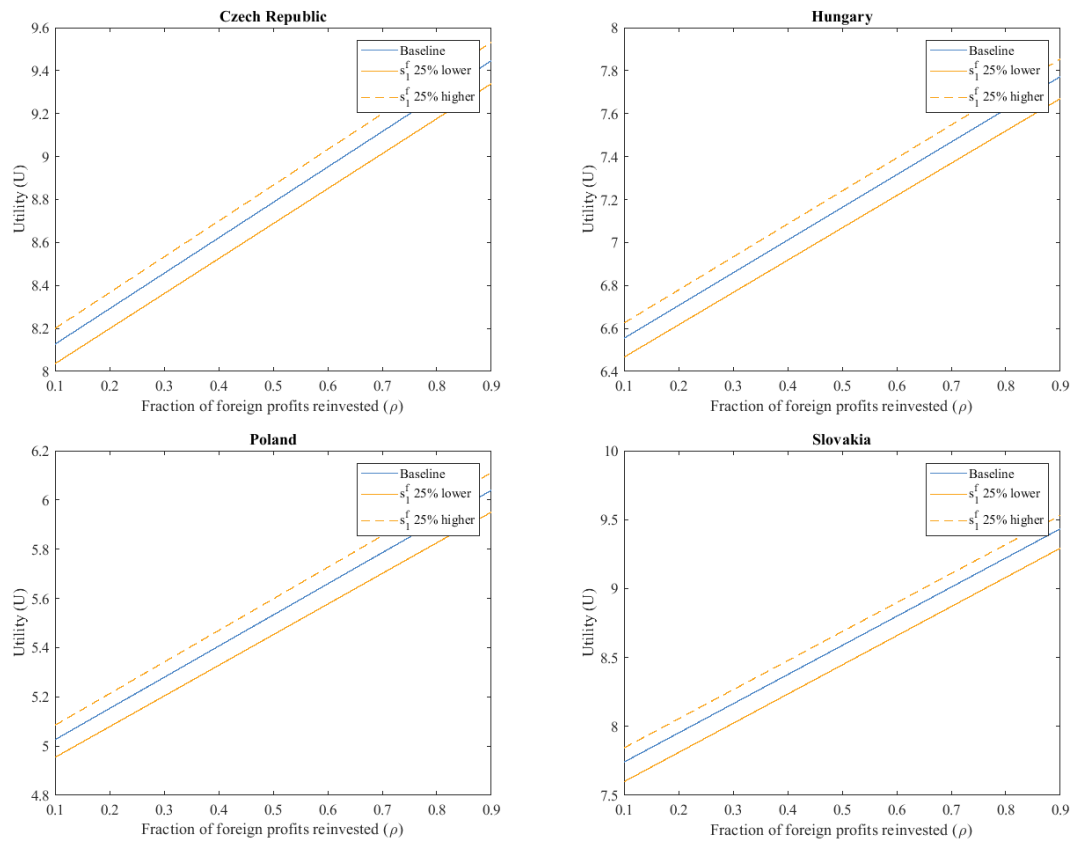 Czech Republic
9.6
9.4
9.2
9
8.8
8.6
8.4
8.2
8
Utility (U)
Baseline
s₁ᶠ 25% lower
s₁ᶠ 25% higher
0.1 0.2 0.3 0.4 0.5 0.6 0.7 0.8 0.9
Fraction of foreign profits reinvested (ρ)
Hungary
8
7.8
7.6
7.4
7.2
7
6.8
6.6
6.4
Utility (U)
Baseline
s₁ᶠ 25% lower
s₁ᶠ 25% higher
0.1 0.2 0.3 0.4 0.5 0.6 0.7 0.8 0.9
Fraction of foreign profits reinvested (ρ)
Poland
6.2
6
5.8
5.6
5.4
5.2
5
4.8
Utility (U)
Baseline
s₁ᶠ 25% lower
s₁ᶠ 25% higher
0.1 0.2 0.3 0.4 0.5 0.6 0.7 0.8 0.9
Fraction of foreign profits reinvested (ρ)
Slovakia
10
9.5
9
8.5
8
7.5
Utility (U)
Baseline
s₁ᶠ 25% lower
s₁ᶠ 25% higher
0.1 0.2 0.3 0.4 0.5 0.6 0.7 0.8 0.9
Fraction of foreign profits reinvested (ρ)